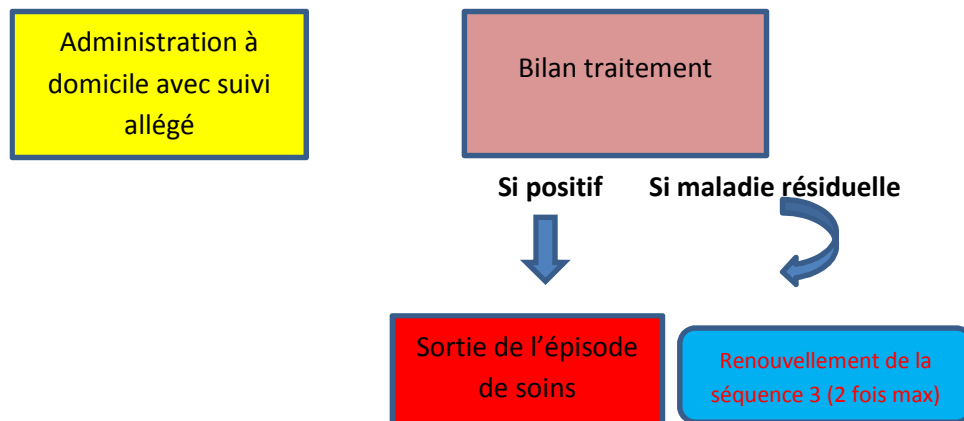 Administration à
domicile avec suivi
allégé
Bilan traitement
Si positif
Si maladie résiduelle
Sortie de l'épisode
de soins
Renouvellement de la
séquence 3 (2 fois max)